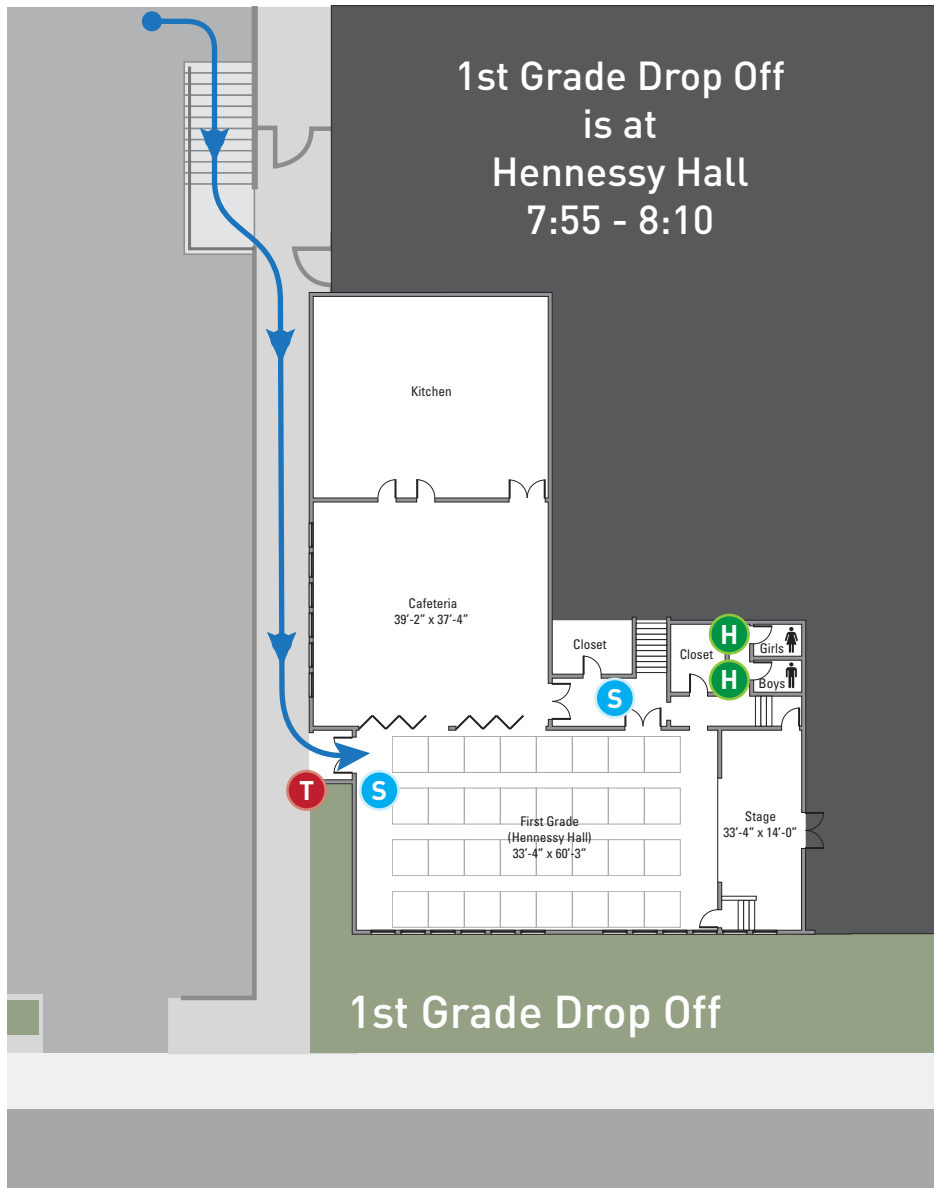 1st Grade Drop Off
is at
Hennessy Hall
7:55 - 8:10
Kitchen
Cafeteria
39’-2” x 37’-4”
Closet
Closet
H
Girls
H
Boys
S
T
S
First Grade
(Hennessy Hall)
33’-4” x 60’-3”
Stage
33’-4” x 14’-0”
1st Grade Drop Off